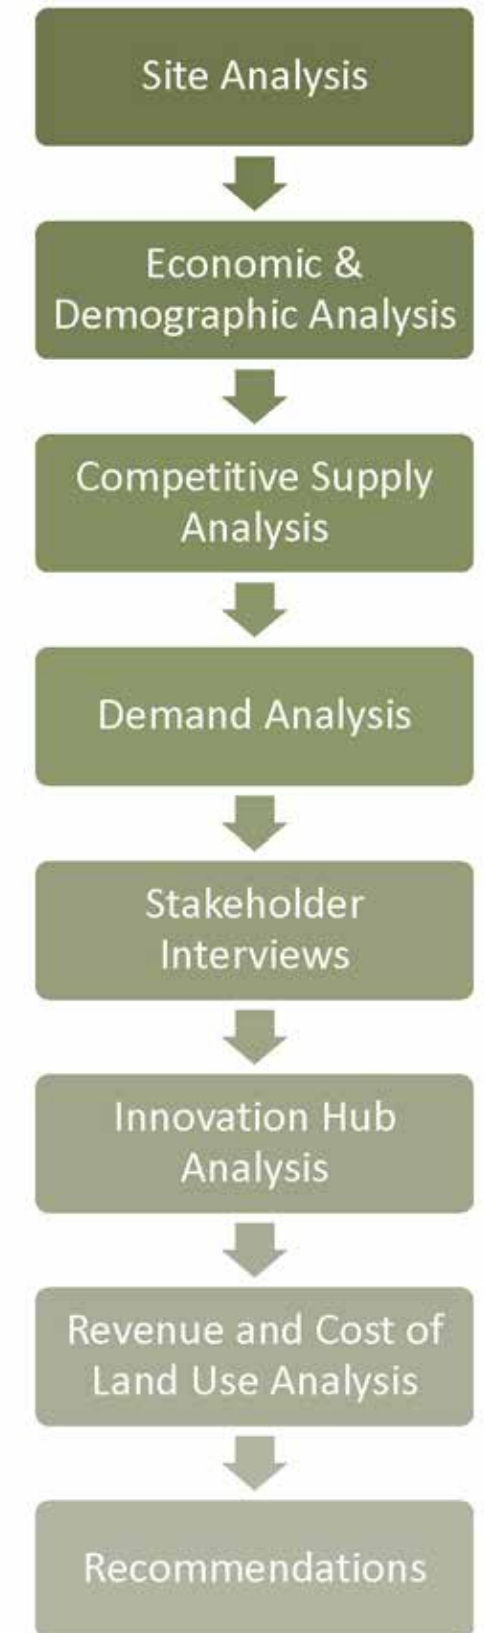 Site Analysis
Economic &
Demographic Analysis
Competitive Supply
Analysis
Demand Analysis
Stakeholder
Interviews
Innovation Hub
Analysis
Revenue and Cost of
Land Use Analysis
Recommendations